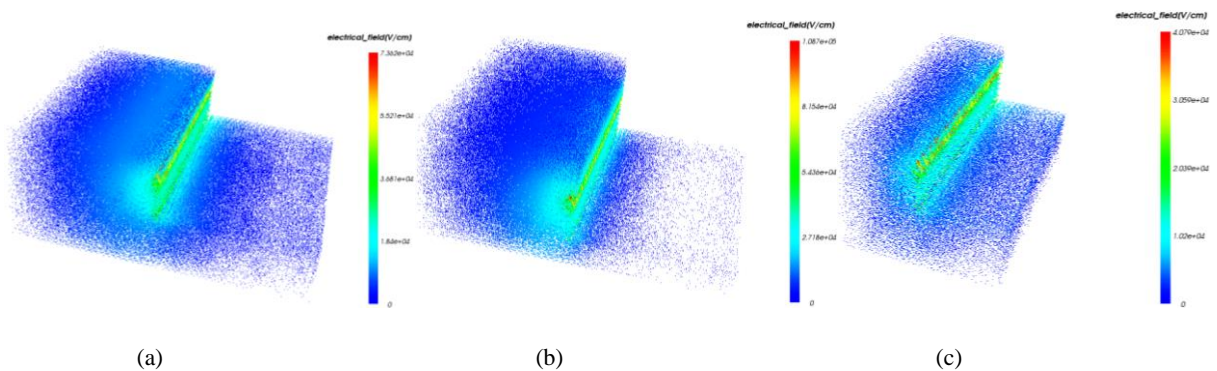 electrical_field(V/cm)
7.362e+04
5.521e+04
3.681e+04
1.84e+04
0
electrical_field(V/cm)
1.087e+05
8.154e+04
5.436e+04
2.718e+04
0
electrical_field(V/cm)
4.079e+04
3.059e+04
2.039e+04
1.02e+04
0
(a)
(b)
(c)